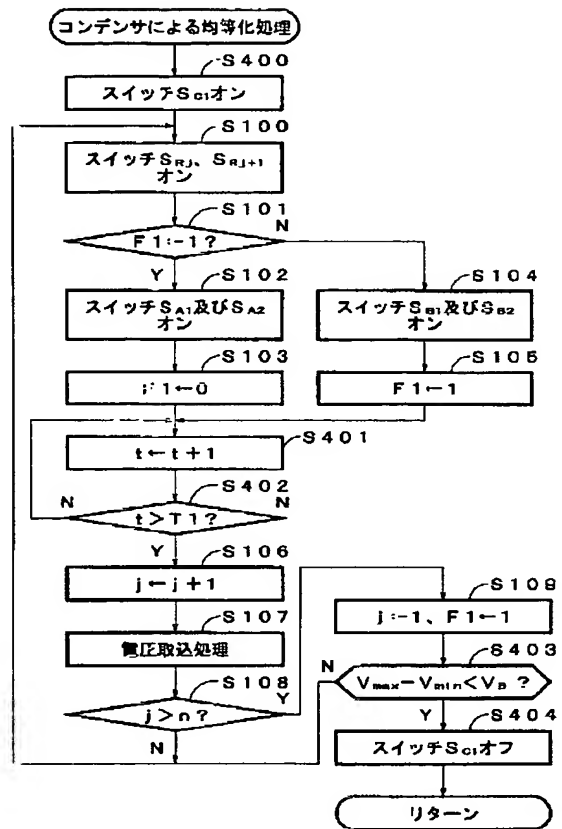 コンデンサによる均等化処理
S400
スイッチSC1オン
S100
スイッチSRj、SRj+1
オン
S101
F1:-1?
N
Y
S102
スイッチSA1及びSA2
オン
S104
スイッチSB1及びSB2
オン
S103
F1←0
S105
F1←1
S401
t←t+1
S402
N
t>T1?
N
Y
S106
j←j+1
S107
電圧取込処理
S108
j>n?
Y
N
S109
j:-1、F1←1
S403
N
Vmax-Vmin<VB?
Y
S404
スイッチSC1オフ
リターン